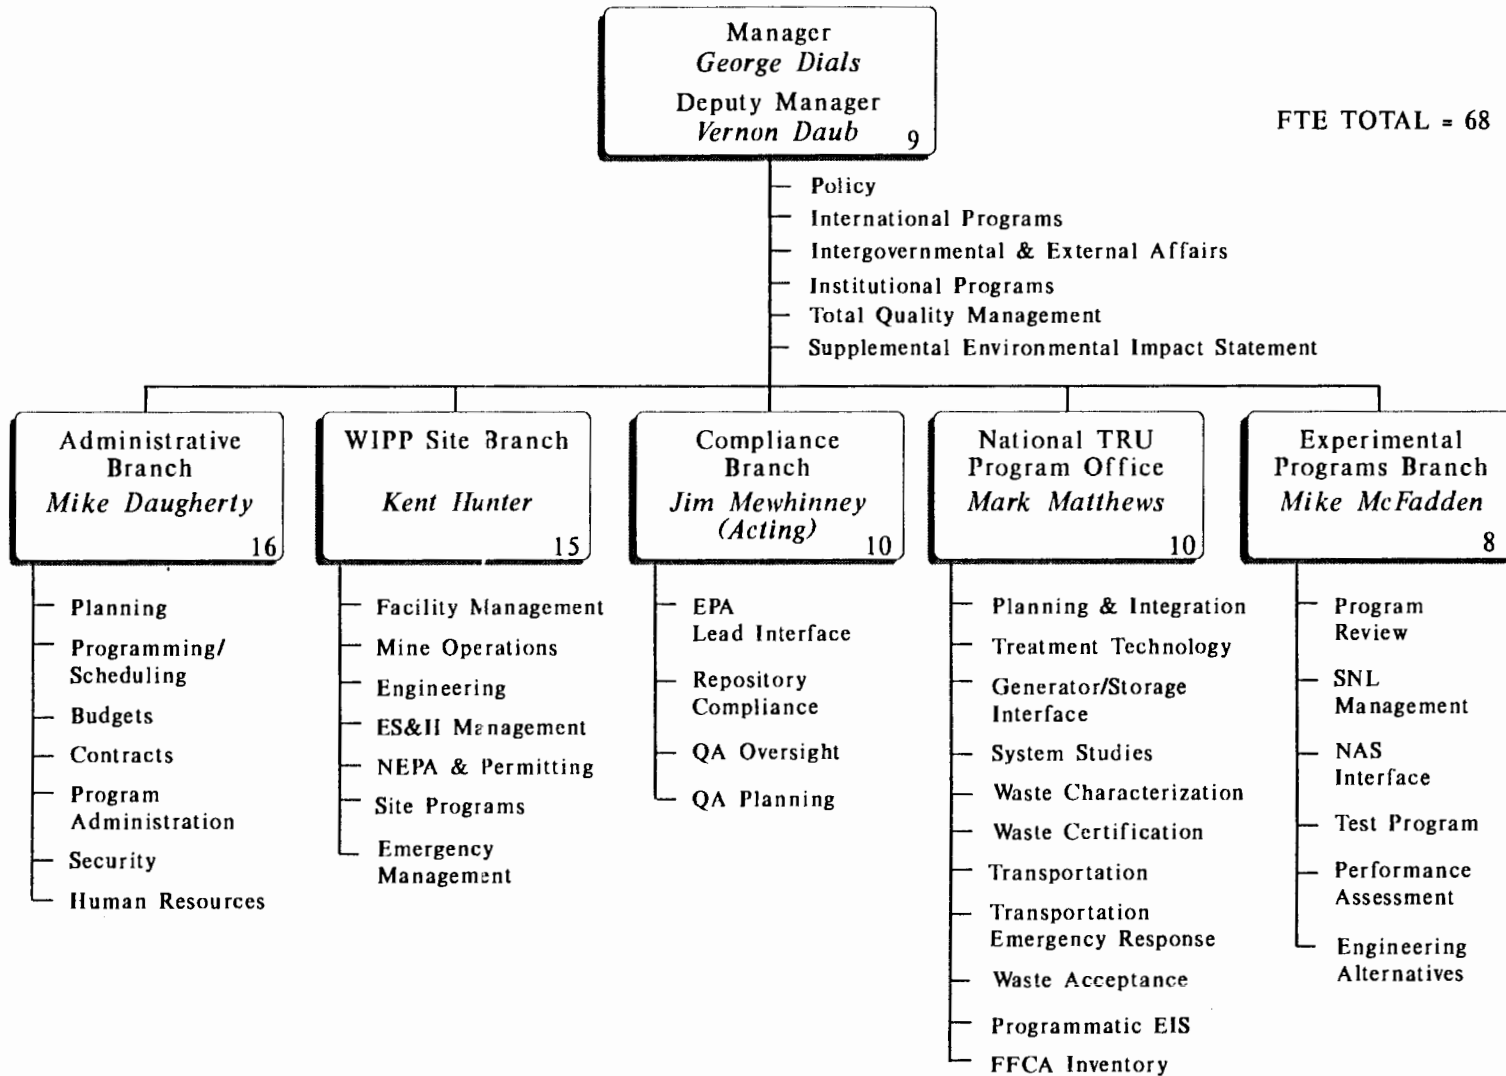 Manager
George Dials
Deputy Manager
Vernon Daub
9
FTE TOTAL = 68
Policy
International Programs
Intergovernmental & External Affairs
Institutional Programs
Total Quality Management
Supplemental Environmental Impact Statement
Administrative
Branch
Mike Daugherty
16
Planning
Programming/
Scheduling
Budgets
Contracts
Program
Administration
Security
Human Resources
WIPP Site Branch
Kent Hunter
15
Facility Management
Mine Operations
Engineering
ES&H Management
NEPA & Permitting
Site Programs
Emergency
Management
Compliance
Branch
Jim Mewhinney
(Acting)
10
EPA
Lead Interface
Repository
Compliance
QA Oversight
QA Planning
National TRU
Program Office
Mark Matthews
10
Planning & Integration
Treatment Technology
Generator/Storage
Interface
System Studies
Waste Characterization
Waste Certification
Transportation
Transportation
Emergency Response
Waste Acceptance
Programmatic EIS
FFCA Inventory
Experimental
Programs Branch
Mike McFadden
8
Program
Review
SNL
Management
NAS
Interface
Test Program
Performance
Assessment
Engineering
Alternatives